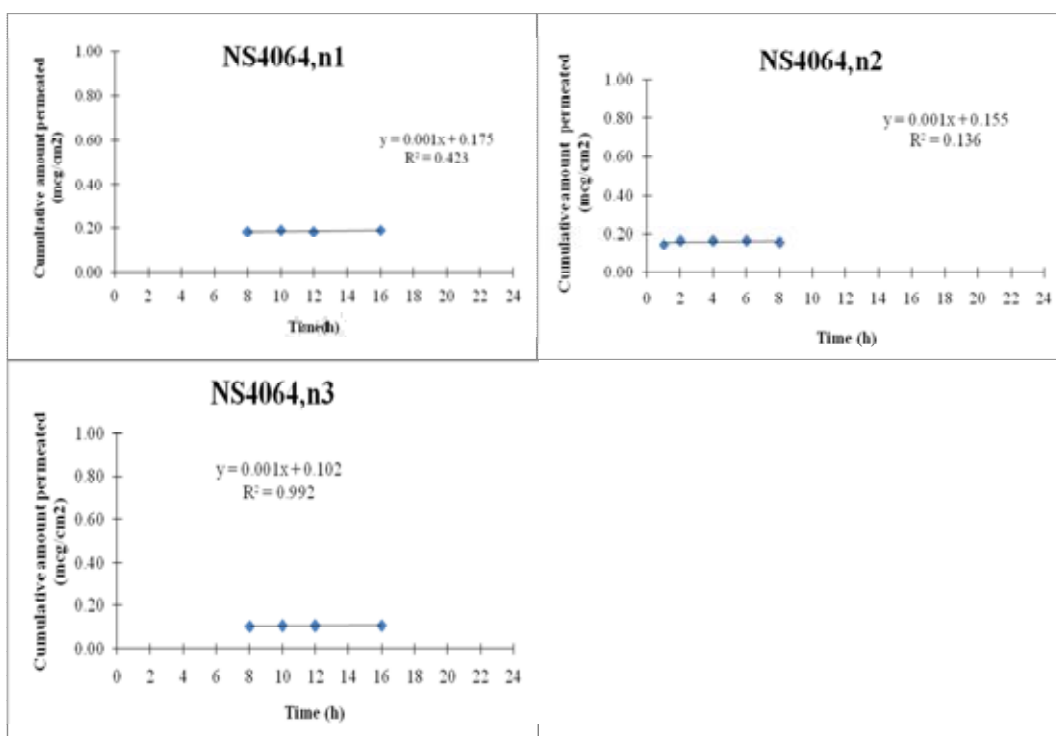 NS4064,n1
Cumultative amount permeated
(mcg/cm2)
1.00
0.80
0.60
0.40
0.20
0.00
y = 0.001x + 0.175
R² = 0.423
0 2 4 6 8 10 12 14 16 18 20 22 24
Time(h)
NS4064,n2
Cumulative amount permeated
(mcg/cm2)
1.00
0.80
0.60
0.40
0.20
0.00
y = 0.001x + 0.155
R² = 0.136
0 2 4 6 8 10 12 14 16 18 20 22 24
Time (h)
NS4064,n3
Cumulative amount permeated
(mcg/cm2)
1.00
0.80
0.60
0.40
0.20
0.00
y = 0.001x + 0.102
R² = 0.992
0 2 4 6 8 10 12 14 16 18 20 22 24
Time (h)